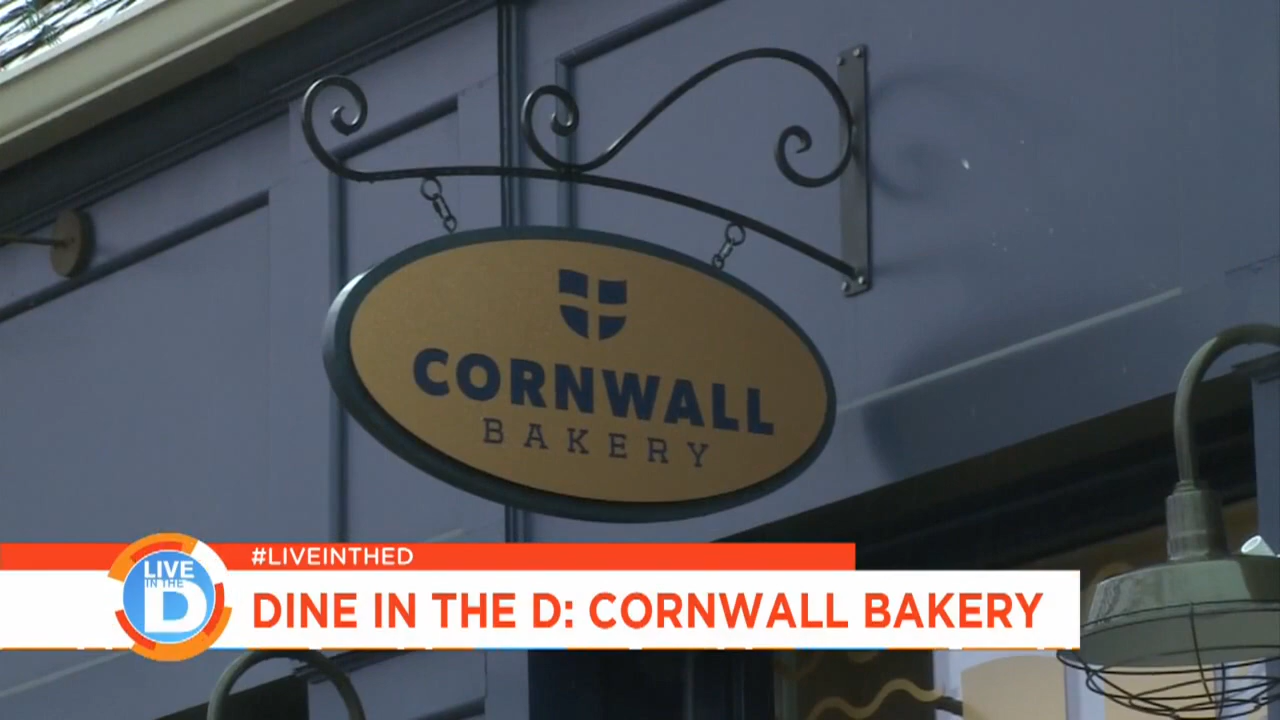 CORNWALL
BAKERY
#LIVEINTHED
LIVE
IN THE
D
DINE IN THE D: CORNWALL BAKERY